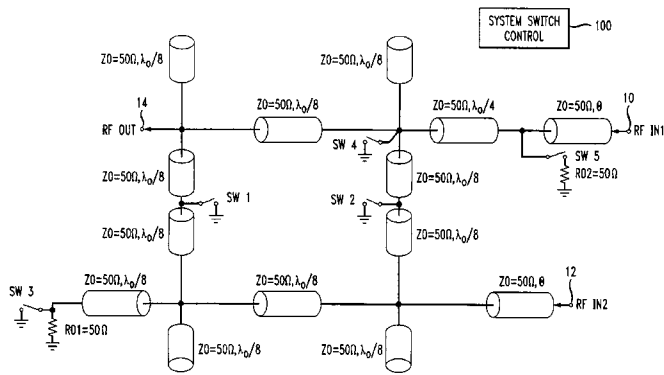 SYSTEM SWITCH
CONTROL
100
Z0=50Ω, λ₀/8
Z0=50Ω, λ₀/8
14
RF OUT
Z0=50Ω, λ₀/8
Z0=50Ω, λ₀/4
Z0=50Ω, θ
10
RF IN1
SW 4
SW 5
R02=50Ω
Z0=50Ω, λ₀/8
Z0=50Ω, λ₀/8
SW 1
SW 2
Z0=50Ω, λ₀/8
Z0=50Ω, λ₀/8
SW 3
Z0=50Ω, λ₀/8
Z0=50Ω, λ₀/8
Z0=50Ω, θ
12
RF IN2
R01=50Ω
Z0=50Ω, λ₀/8
Z0=50Ω, λ₀/8